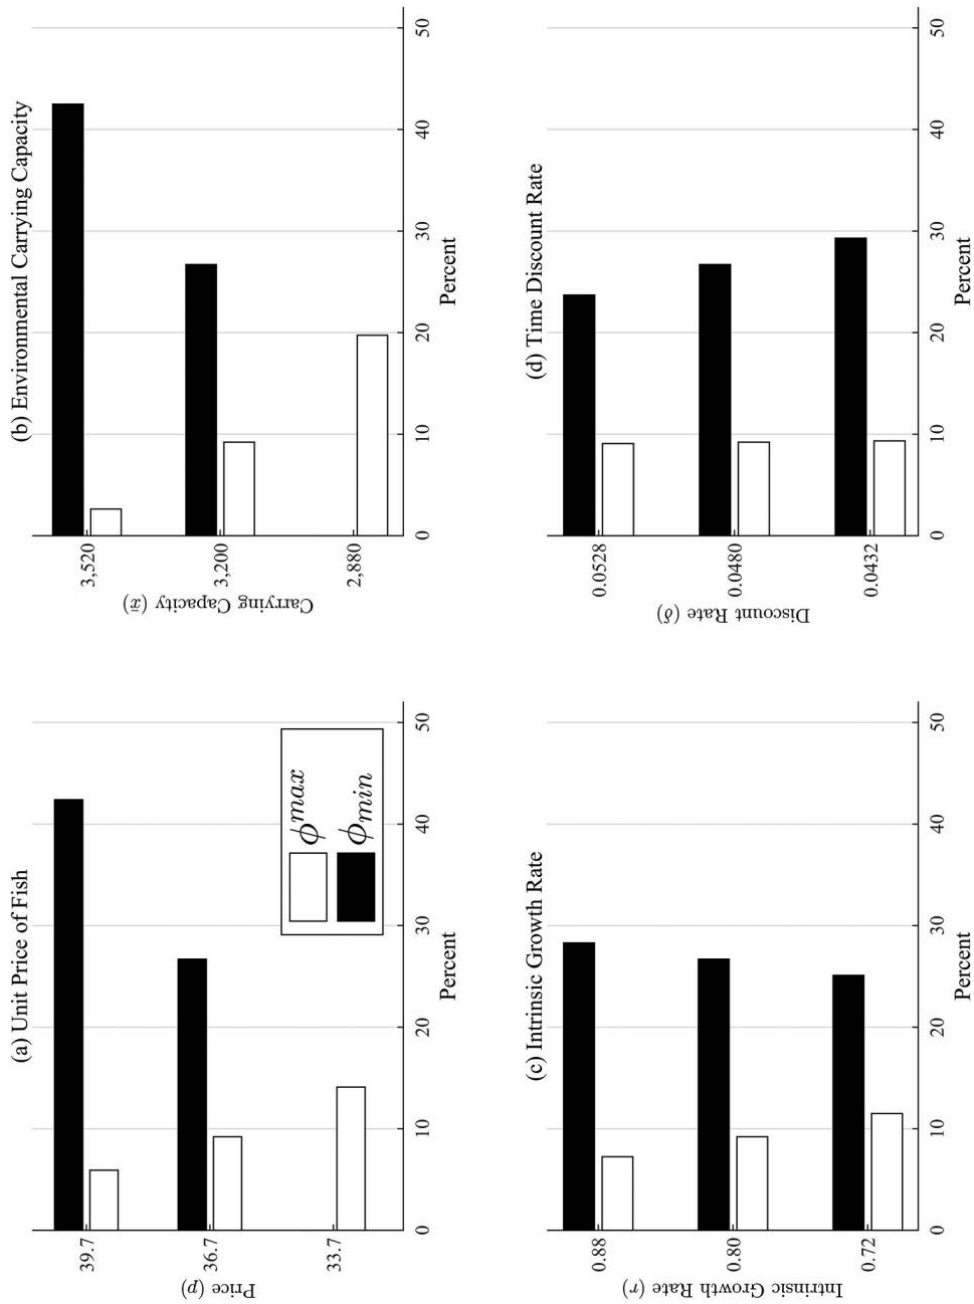 (a) Unit Price of Fish
Price (p)
39.7
36.7
33.7
0
10
20
30
40
50
Percent
ϕ^{max}
ϕ_{min}
(b) Environmental Carrying Capacity
Carrying Capacity (x̄)
3,520
3,200
2,880
0
10
20
30
40
50
Percent
(c) Intrinsic Growth Rate
Intrinsic Growth Rate (r)
0.88
0.80
0.72
0
10
20
30
40
50
Percent
(d) Time Discount Rate
Discount Rate (δ)
0.0528
0.0480
0.0432
0
10
20
30
40
50
Percent